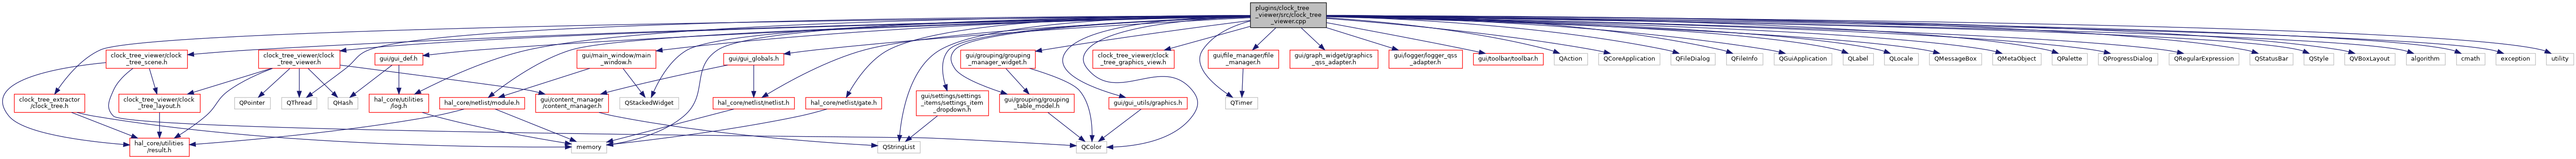 plugins/clock_tree
_viewer/src/clock_tree
_viewer.cpp
clock_tree_viewer/clock
_tree_scene.h
clock_tree_viewer/clock
_tree_viewer.h
gui/gui_def.h
gui/main_window/main
_window.h
gui/gui_globals.h
gui/grouping/grouping
_manager_widget.h
clock_tree_viewer/clock
_tree_graphics_view.h
gui/file_manager/file
_manager.h
gui/graph_widget/graphics
_qss_adapter.h
gui/logger/logger_qss
_adapter.h
gui/toolbar/toolbar.h
QAction
QCoreApplication
QFileDialog
QFileInfo
QGuiApplication
QLabel
QLocale
QMessageBox
QMetaObject
QPalette
QProgressDialog
QRegularExpression
QStatusBar
QStyle
QVBoxLayout
algorithm
cmath
exception
utility
clock_tree_extractor
/clock_tree.h
clock_tree_viewer/clock
_tree_layout.h
QPointer
QThread
QHash
hal_core/utilities
/log.h
hal_core/netlist/module.h
gui/content_manager
/content_manager.h
QStackedWidget
hal_core/netlist/netlist.h
hal_core/netlist/gate.h
gui/settings/settings
_items/settings_item
_dropdown.h
gui/grouping/grouping
_table_model.h
gui/gui_utils/graphics.h
QTimer
hal_core/utilities
/result.h
memory
QStringList
QColor